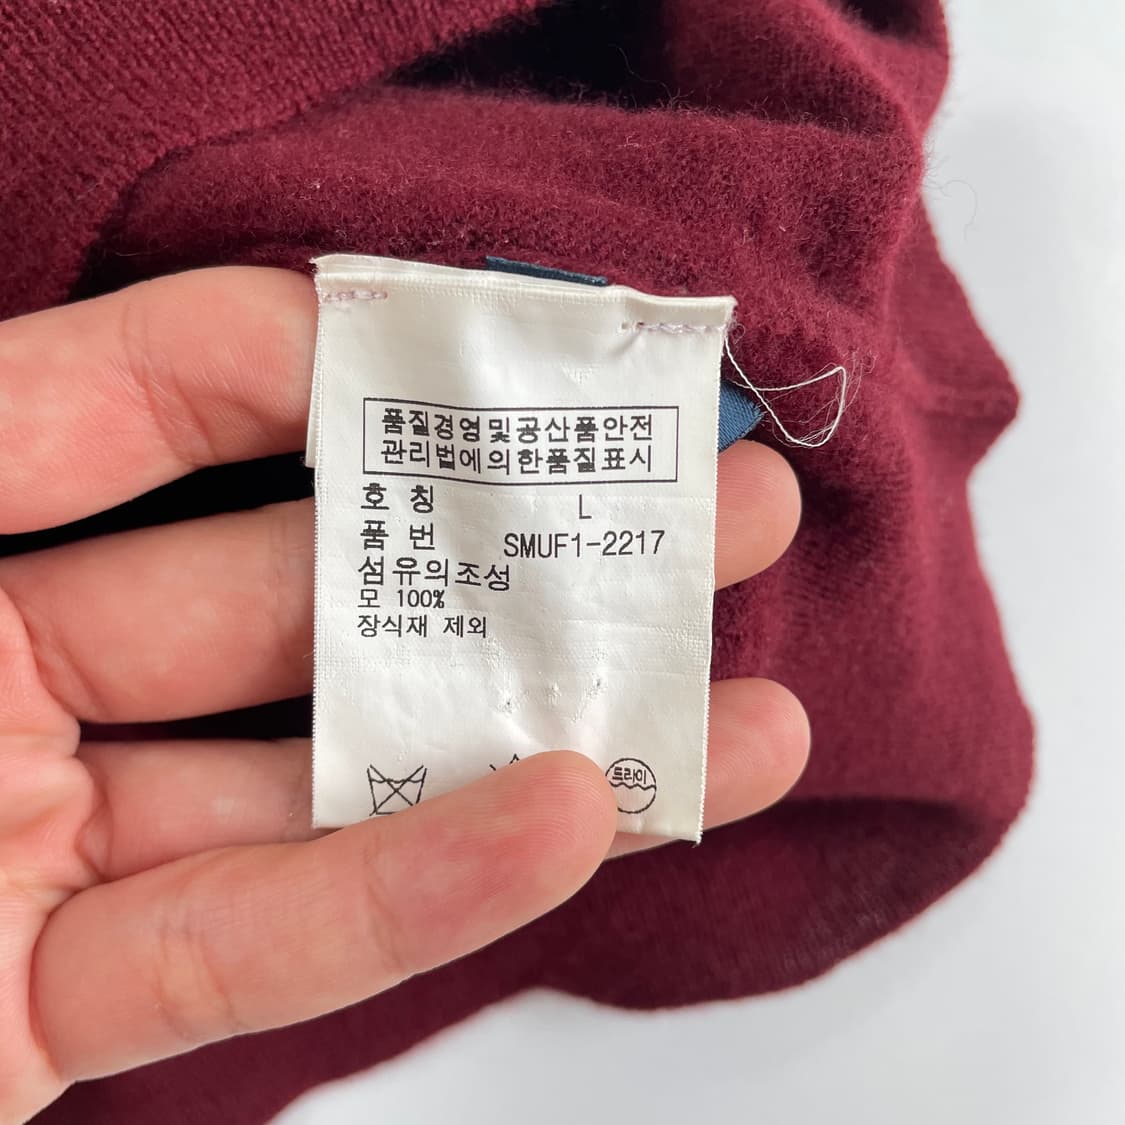 품질경영및공산품안전
관리법에의한품질표시
호 칭 L
품 번 SMUF1-2217
섬유의조성
모 100%
장식재 제외
드라이